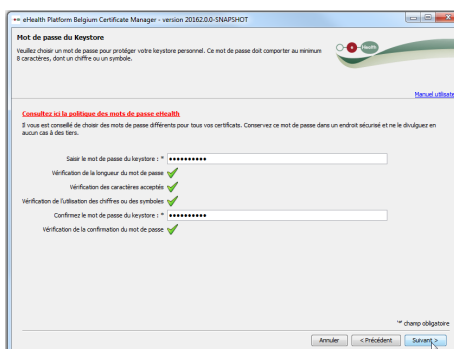 eHealth Platform Belgium Certificate Manager - version 20162.0.0-SNAPSHOT
Mot de passe du Keystore
Veuillez choisir un mot de passe pour protéger votre keystore personnel. Ce mot de passe doit comporter au minimum
8 caractères, dont un chiffre ou un symbole.
e Health
Manuel utilisate
Consultez ici la politique des mots de passe eHealth
Il vous est conseillé de choisir des mots de passe différents pour tous vos certificats. Conservez ce mot de passe dans un endroit sécurisé et ne le divulguez en
aucun cas à des tiers.
Saisir le mot de passe du keystore : * ••••••••••
Vérification de la longueur du mot de passe
Vérification des caractères acceptés
Vérification de l'utilisation des chiffres ou des symboles
Confirmez le mot de passe du keystore : * ••••••••••
Vérification de la confirmation du mot de passe
"*" champ obligatoire
Annuler < Précédent Suivant >